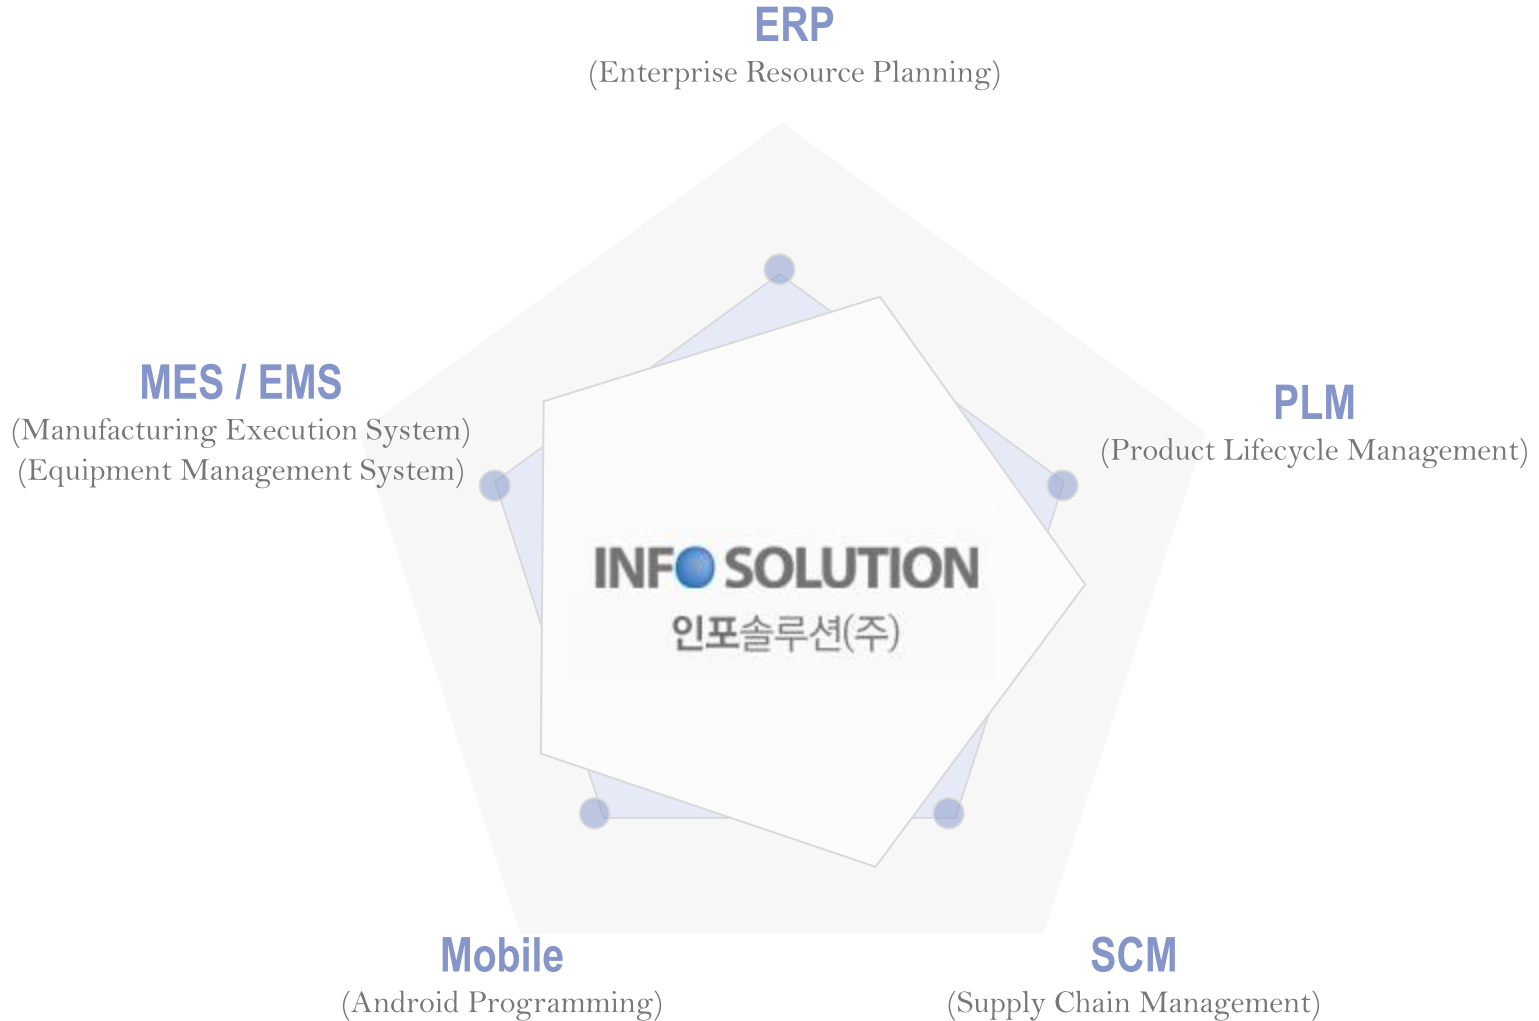 ERP
(Enterprise Resource Planning)
MES / EMS
(Manufacturing Execution System)
(Equipment Management System)
PLM
(Product Lifecycle Management)
INFO SOLUTION
인포솔루션(주)
Mobile
(Android Programming)
SCM
(Supply Chain Management)